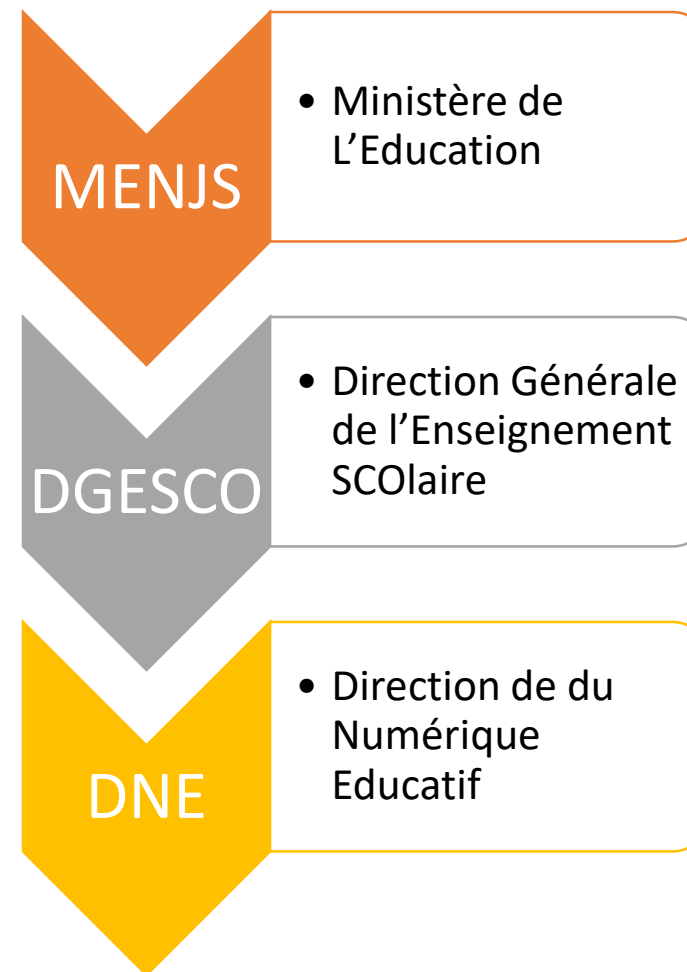 MENJS
• Ministère de
L’Education
DGESCO
• Direction Générale
de l’Enseignement
SCOlaire
DNE
• Direction de du
Numérique
Educatif